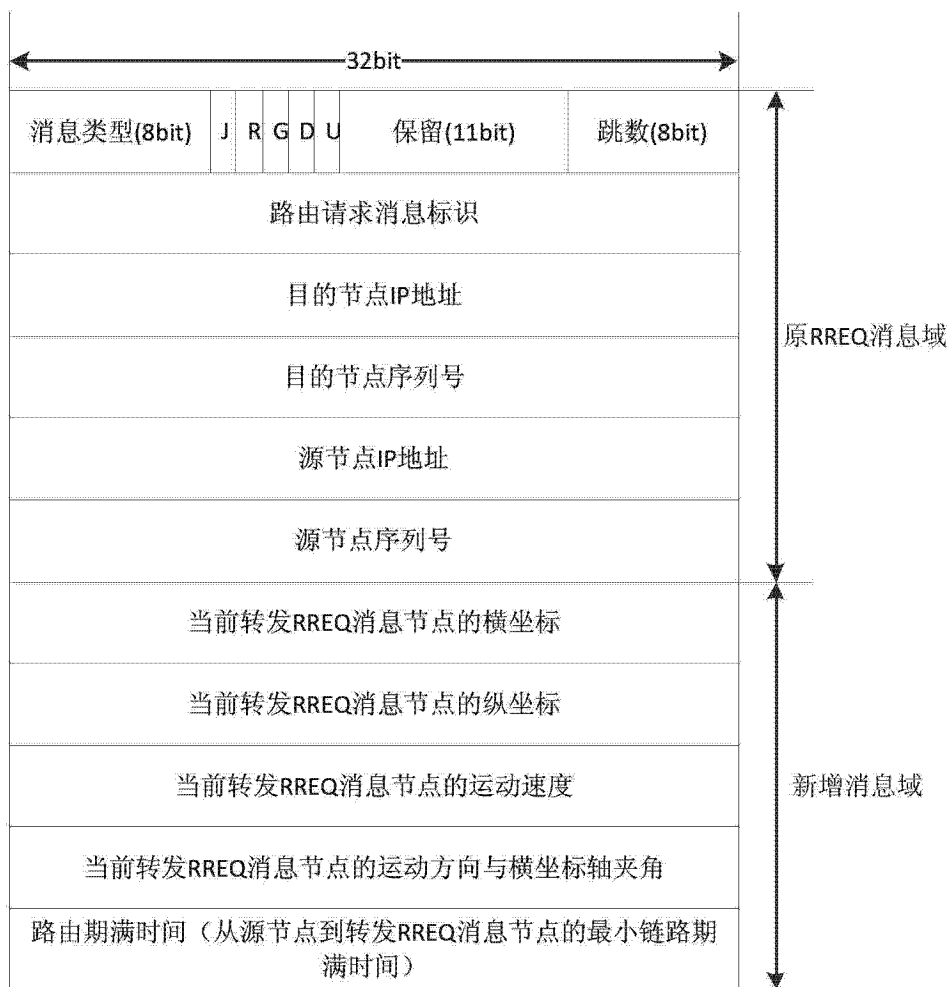 32bit
消息类型(8bit) J R G D U 保留(11bit) 跳数(8bit)
路由请求消息标识
目的节点IP地址
原RREQ消息域
目的节点序列号
源节点IP地址
源节点序列号
当前转发RREQ消息节点的横坐标
当前转发RREQ消息节点的纵坐标
当前转发RREQ消息节点的运动速度
新增消息域
当前转发RREQ消息节点的运动方向与横坐标轴夹角
路由期满时间（从源节点到转发RREQ消息节点的最小链路期
满时间）